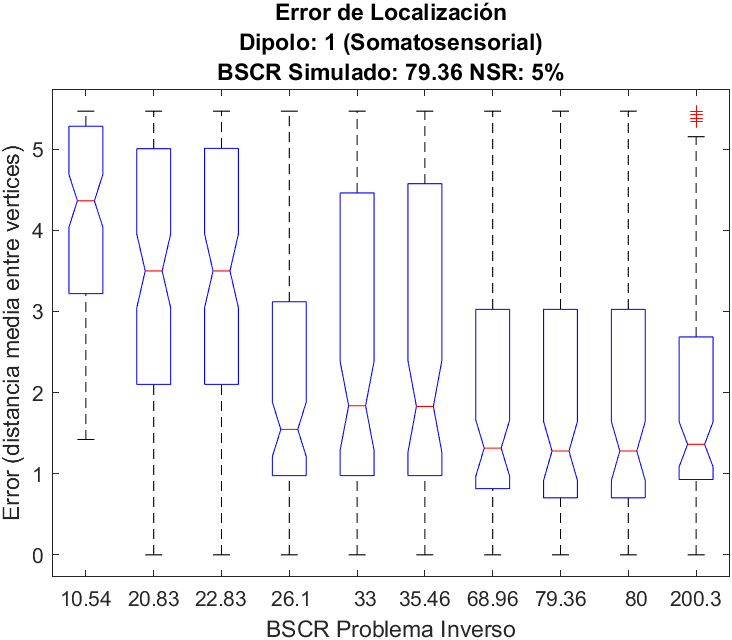 Error de Localización
Dipolo: 1 (Somatosensorial)
BSCR Simulado: 79.36 NSR: 5%
Error (distancia media entre vertices)
5
4
3
2
1
0
10.54 20.83 22.83 26.1 33 35.46 68.96 79.36 80 200.3
BSCR Problema Inverso